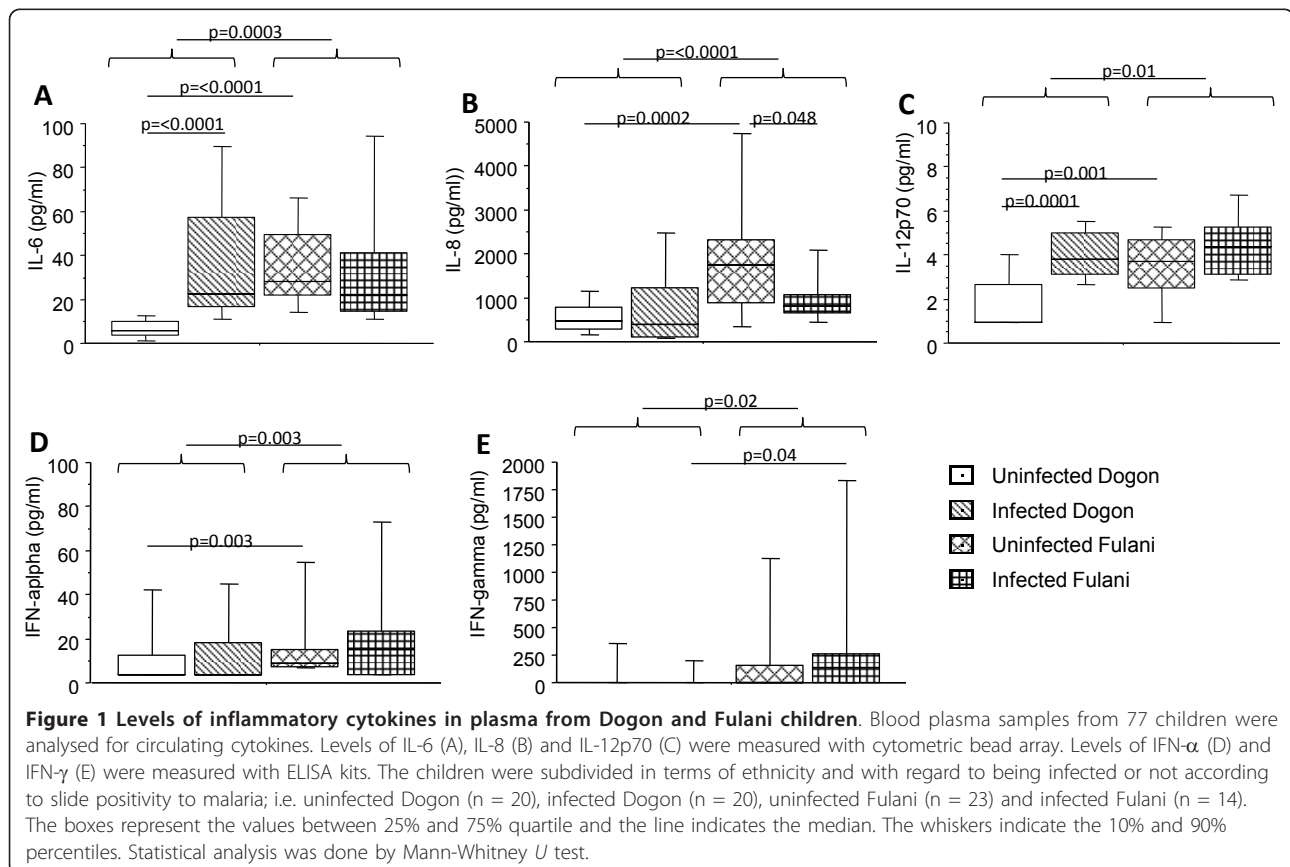 p=0.0003
A
p=<0.0001
p=<0.0001
100
80
60
40
20
0
IL-6 (pg/ml)
p=<0.0001
B
p=0.0002
p=0.048
5000
4000
3000
2000
1000
0
IL-8 (pg/ml))
p=0.01
C
10
8
6
4
2
0
IL-12p70 (pg/ml)
p=0.001
p=0.0001
D
p=0.003
100
80
60
40
20
0
IFN-aplpha (pg/ml)
p=0.003
E
p=0.02
p=0.04
2000
1750
1500
1250
1000
750
500
250
0
IFN-gamma (pg/ml)
Uninfected Dogon
Infected Dogon
Uninfected Fulani
Infected Fulani
Figure 1 Levels of inflammatory cytokines in plasma from Dogon and Fulani children. Blood plasma samples from 77 children were
analysed for circulating cytokines. Levels of IL-6 (A), IL-8 (B) and IL-12p70 (C) were measured with cytometric bead array. Levels of IFN-α (D) and
IFN-γ (E) were measured with ELISA kits. The children were subdivided in terms of ethnicity and with regard to being infected or not according
to slide positivity to malaria; i.e. uninfected Dogon (n = 20), infected Dogon (n = 20), uninfected Fulani (n = 23) and infected Fulani (n = 14).
The boxes represent the values between 25% and 75% quartile and the line indicates the median. The whiskers indicate the 10% and 90%
percentiles. Statistical analysis was done by Mann-Whitney U test.